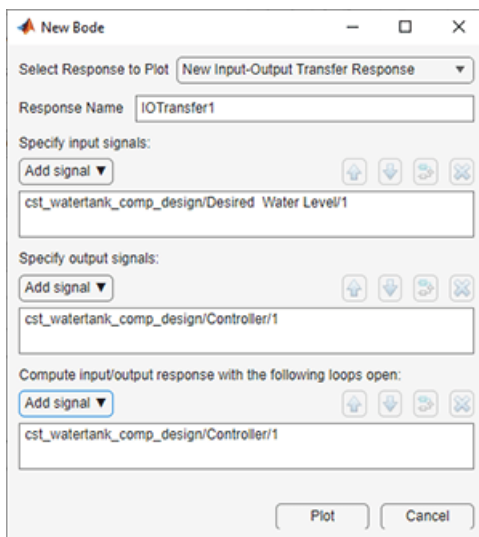 New Bode
Select Response to Plot New Input-Output Transfer Response
Response Name IOTransfer1
Specify input signals:
Add signal ▼
cst_watertank_comp_design/Desired  Water Level/1
Specify output signals:
Add signal ▼
cst_watertank_comp_design/Controller/1
Compute input/output response with the following loops open:
Add signal ▼
cst_watertank_comp_design/Controller/1
Plot Cancel